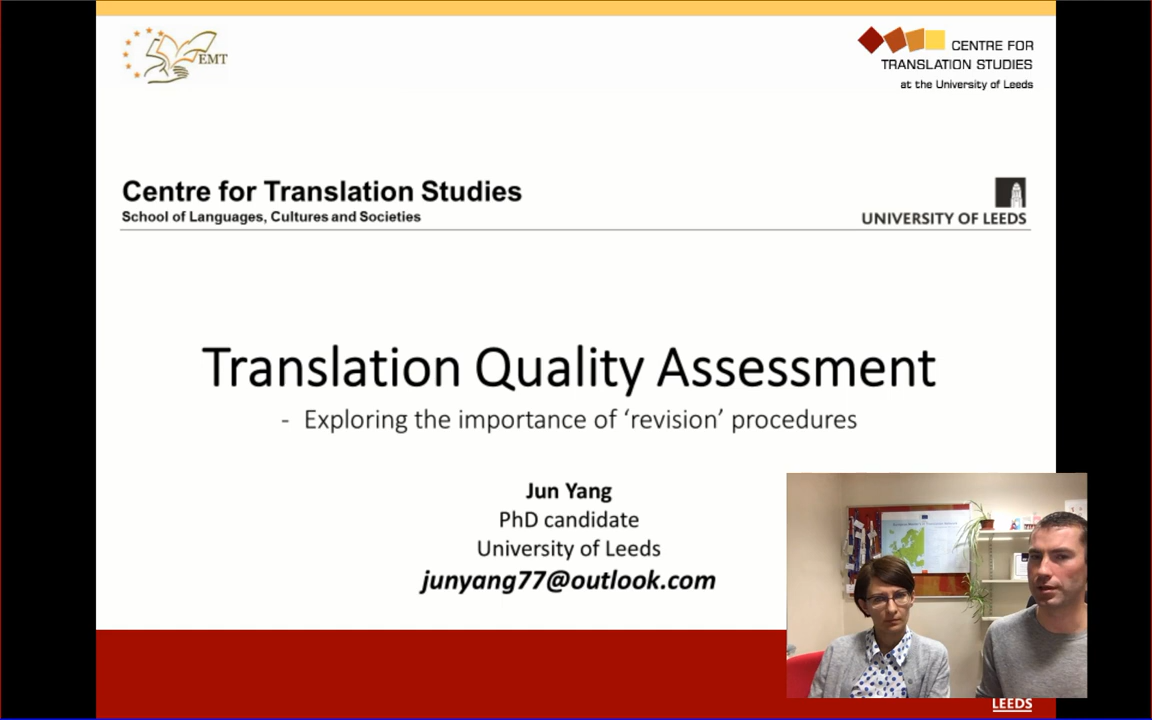 EMT
CENTRE FOR
TRANSLATION STUDIES
at the University of Leeds
Centre for Translation Studies
School of Languages, Cultures and Societies
UNIVERSITY OF LEEDS
Translation Quality Assessment
- Exploring the importance of ‘revision’ procedures
Jun Yang
PhD candidate
University of Leeds
junyang77@outlook.com
LEEDS